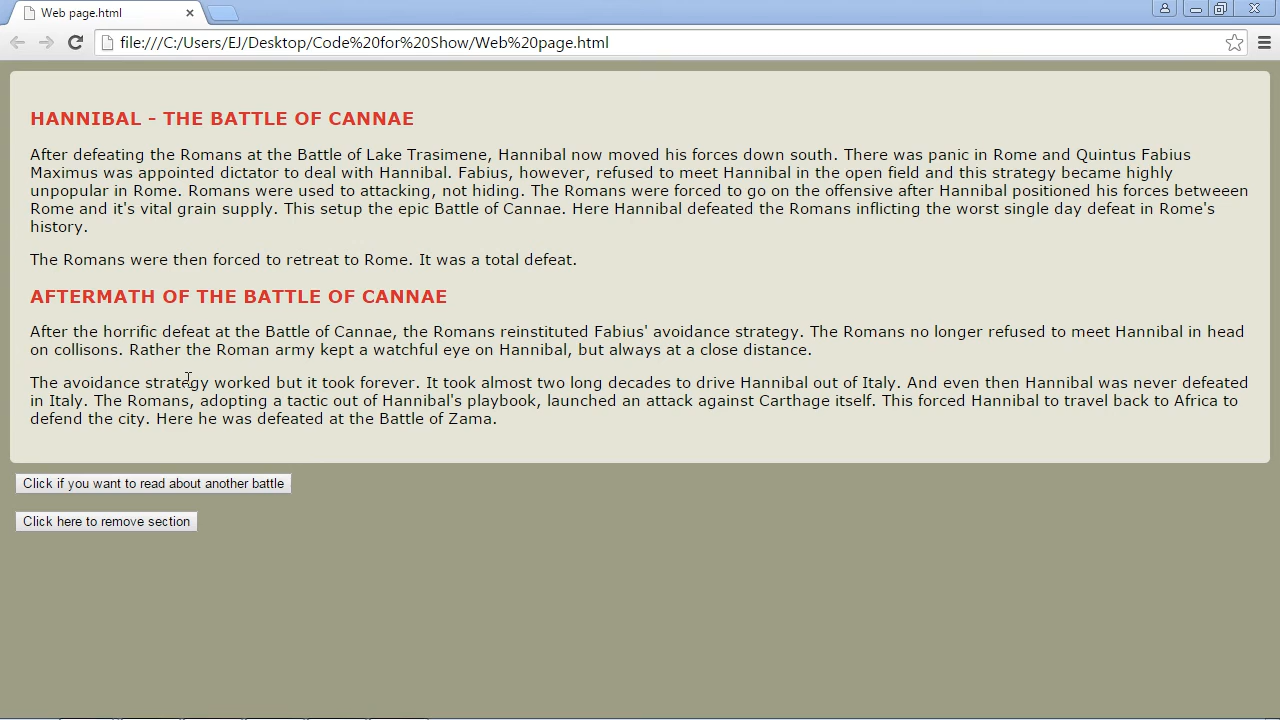 Web page.html
file:///C:/Users/EJ/Desktop/Code%20for%20Show/Web%20page.html
HANNIBAL - THE BATTLE OF CANNAE
After defeating the Romans at the Battle of Lake Trasimene, Hannibal now moved his forces down south. There was panic in Rome and Quintus Fabius
Maximus was appointed dictator to deal with Hannibal. Fabius, however, refused to meet Hannibal in the open field and this strategy became highly
unpopular in Rome. Romans were used to attacking, not hiding. The Romans were forced to go on the offensive after Hannibal positioned his forces betweeen
Rome and it's vital grain supply. This setup the epic Battle of Cannae. Here Hannibal defeated the Romans inflicting the worst single day defeat in Rome's
history.
The Romans were then forced to retreat to Rome. It was a total defeat.
AFTERMATH OF THE BATTLE OF CANNAE
After the horrific defeat at the Battle of Cannae, the Romans reinstituted Fabius' avoidance strategy. The Romans no longer refused to meet Hannibal in head
on collisons. Rather the Roman army kept a watchful eye on Hannibal, but always at a close distance.
The avoidance strategy worked but it took forever. It took almost two long decades to drive Hannibal out of Italy. And even then Hannibal was never defeated
in Italy. The Romans, adopting a tactic out of Hannibal's playbook, launched an attack against Carthage itself. This forced Hannibal to travel back to Africa to
defend the city. Here he was defeated at the Battle of Zama.
Click if you want to read about another battle
Click here to remove section